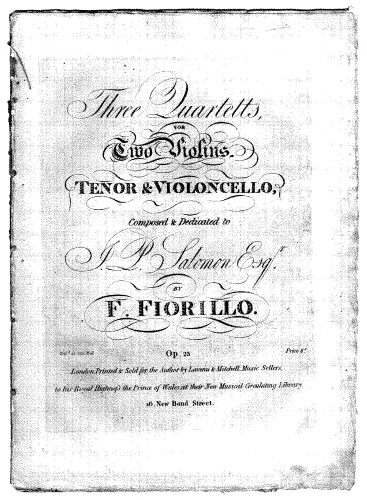 Three Quartetts,
FOR
Two Violins.
TENOR & VIOLONCELLO,
Composed & Dedicated to
J. P. Salomon Esqr.
BY
F. FIORILLO.
Op. 25
Price 8s.
London, Printed & Sold for the Author by Lavenu & Mitchell, Music Sellers,
to his Royal Highness the Prince of Wales at their New Musical Circulating Library
26, New Bond Street.